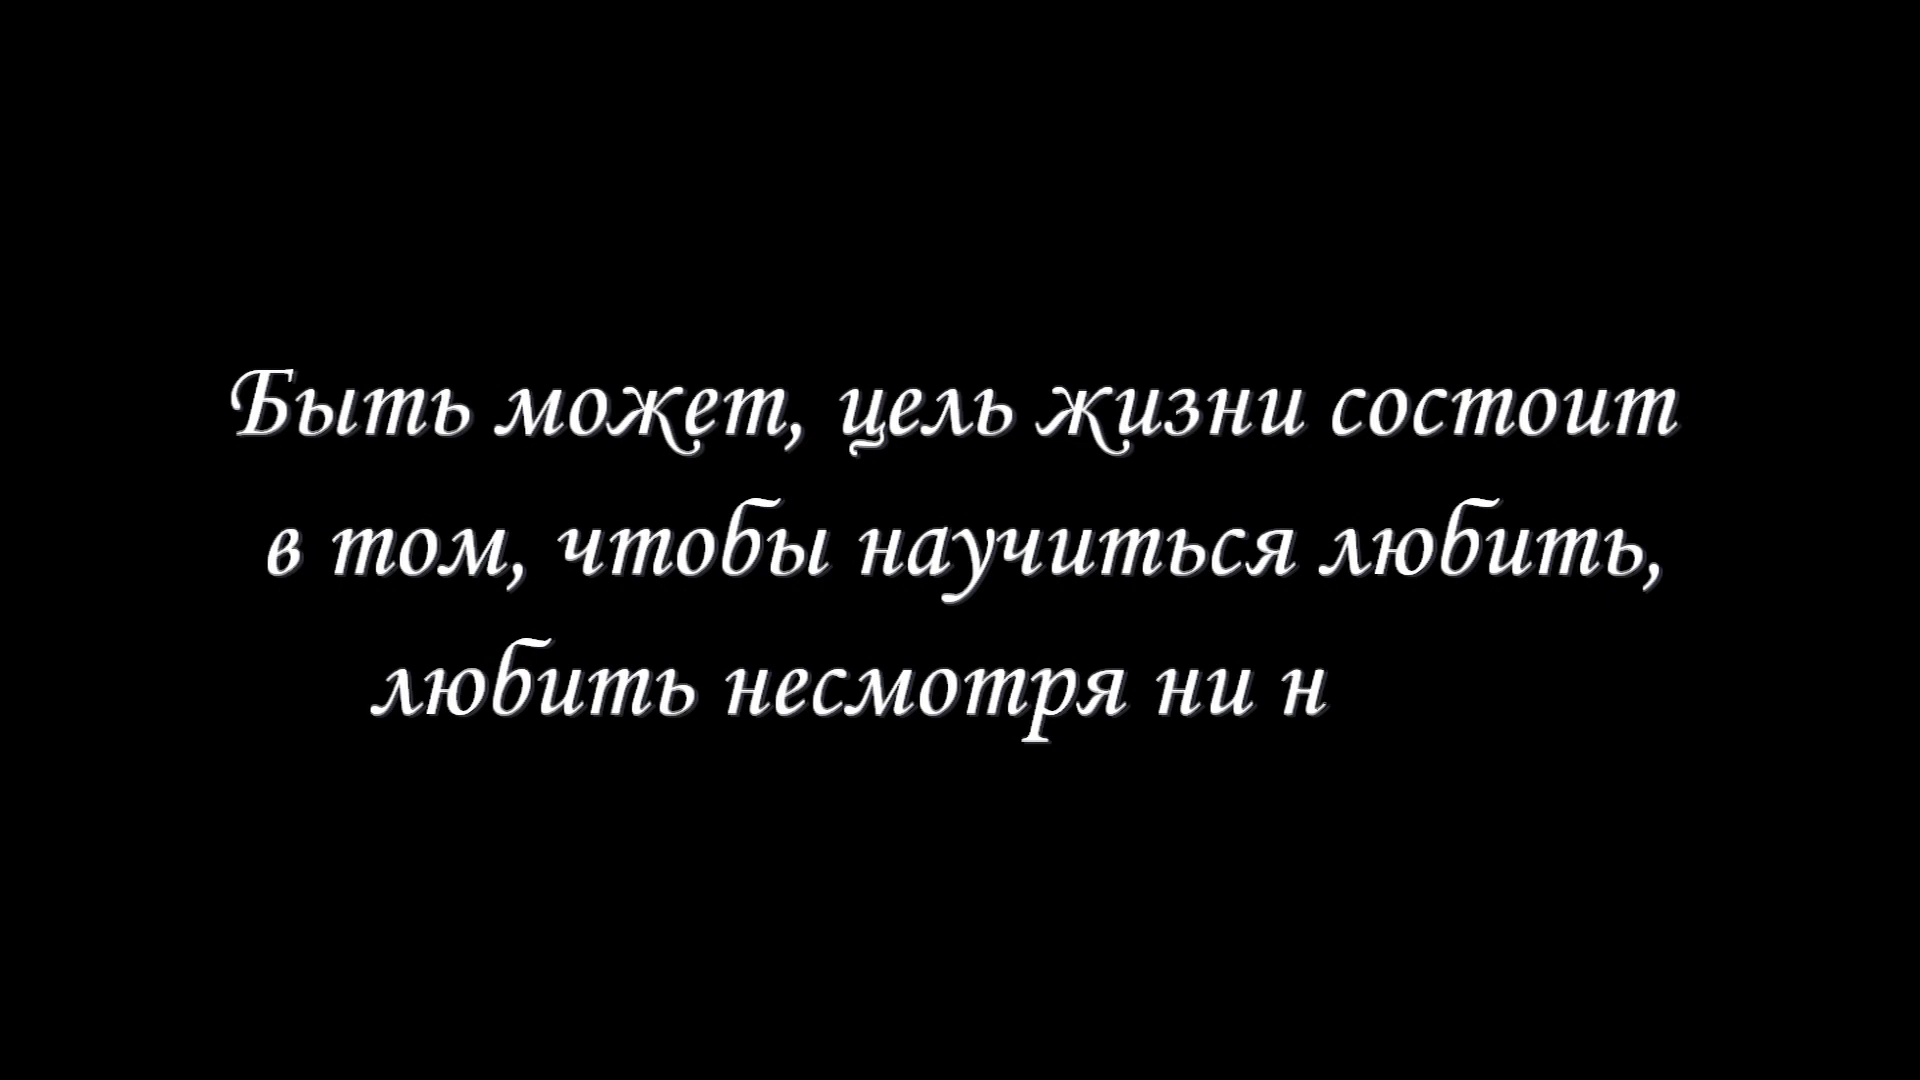 Быть может, цель жизни состоит
в том, чтобы научиться любить,
любить несмотря ни н